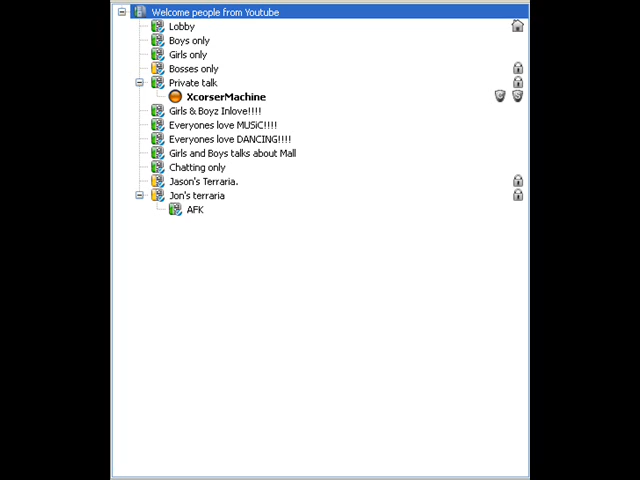 Welcome people from Youtube
Lobby
Boys only
Girls only
Bosses only
Private talk
XcorserMachine
Girls & Boyz Inlove!!!!
Everyones love MUSiC!!!!
Everyones love DANCING!!!!
Girls and Boys talks about Mall
Chatting only
Jason's Terraria.
Jon's terraria
AFK